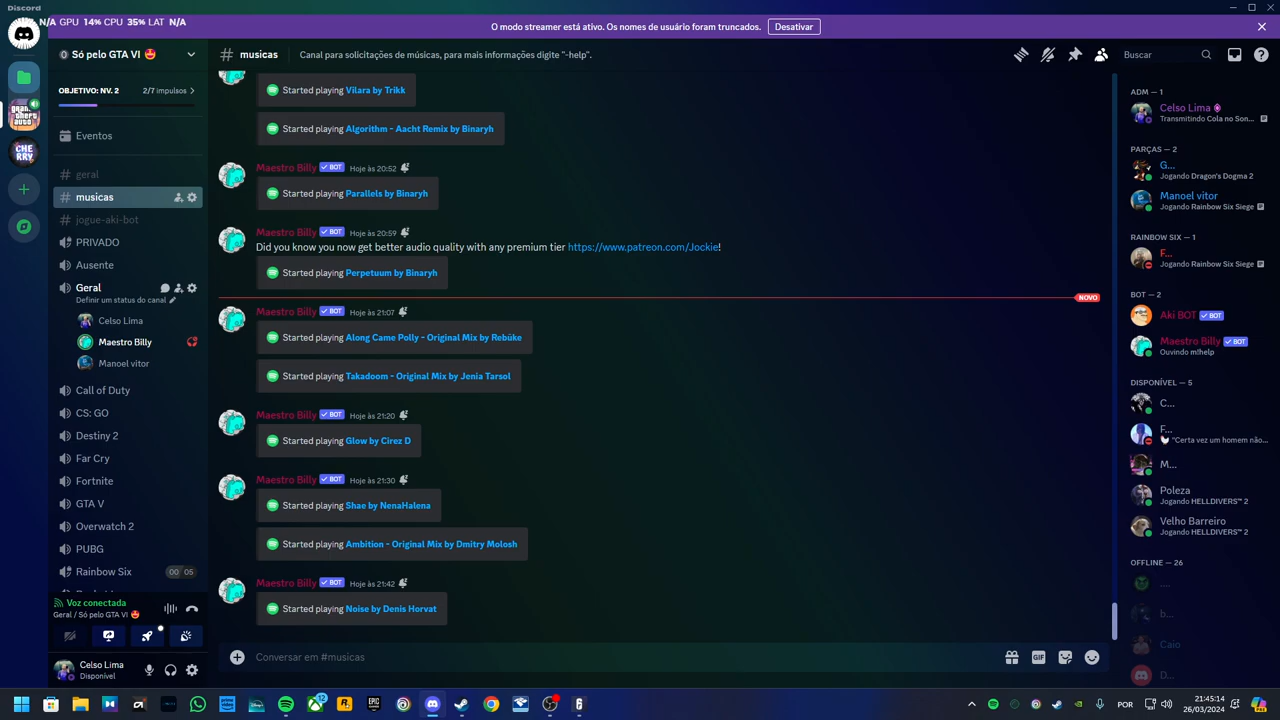 Discord
N/A GPU 14% CPU 35% LAT N/A
O modo streamer está ativo. Os nomes de usuário foram truncados.
Desativar
Só pelo GTA VI 🤩
OBJETIVO: NV. 2
2/7 impulsos
Eventos
geral
musicas
jogue-aki-bot
PRIVADO
Ausente
Geral
Definir um status do canal
Celso Lima
Maestro Billy
Manoel vitor
Call of Duty
CS: GO
Destiny 2
Far Cry
Fortnite
GTA V
Overwatch 2
PUBG
Rainbow Six
00 05
Voz conectada
Geral / Só pelo GTA VI 🤩
Celso Lima
Disponível
grand theft auto
CHERRY
musicas
Canal para solicitações de músicas, para mais informações digite "-help".
Buscar
Started playing Vilara by Trikk
Started playing Algorithm - Aacht Remix by Binaryh
Maestro Billy BOT Hoje às 20:52
Started playing Parallels by Binaryh
Maestro Billy BOT Hoje às 20:59
Did you know you now get better audio quality with any premium tier https://www.patreon.com/Jockie!
Started playing Perpetuum by Binaryh
NOVO
Maestro Billy BOT Hoje às 21:07
Started playing Along Came Polly - Original Mix by Rebūke
Started playing Takadoom - Original Mix by Jenia Tarsol
Maestro Billy BOT Hoje às 21:20
Started playing Glow by Cirez D
Maestro Billy BOT Hoje às 21:30
Started playing Shae by NenaHalena
Started playing Ambition - Original Mix by Dmitry Molosh
Maestro Billy BOT Hoje às 21:42
Started playing Noise by Denis Horvat
Conversar em #musicas
GIF
ADM — 1
Celso Lima
Transmitindo Cola no Son...
PARÇAS — 2
G...
Jogando Dragon's Dogma 2
Manoel vitor
Jogando Rainbow Six Siege
RAINBOW SIX — 1
F...
Jogando Rainbow Six Siege
BOT — 2
Aki BOT BOT
Maestro Billy BOT
Ouvindo m!help
DISPONÍVEL — 5
C...
F...
"Certa vez um homem não...
M...
Poleza
Jogando HELLDIVERS™ 2
Velho Barreiro
Jogando HELLDIVERS™ 2
OFFLINE — 26
....
b...
Caio
D...
12
EPIC
POR
21:45:14
26/03/2024